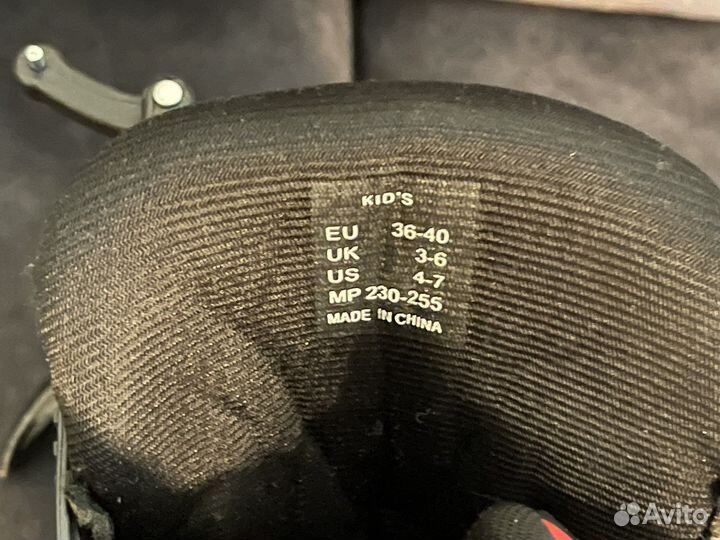 KID'S
EU 36-40
UK 3-6
US 4-7
MP 230-255
MADE IN CHINA
Avito